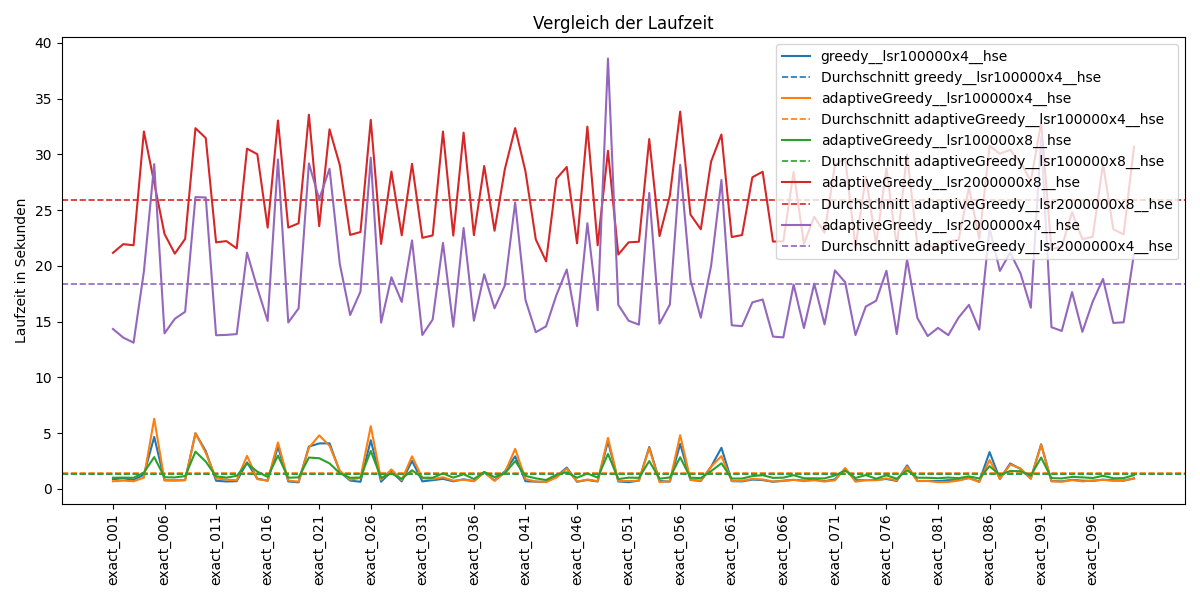 Vergleich der Laufzeit
Laufzeit in Sekunden
40
35
30
25
20
15
10
5
0
greedy__lsr100000x4__hse
Durchschnitt greedy__lsr100000x4__hse
adaptiveGreedy__lsr100000x4__hse
Durchschnitt adaptiveGreedy__lsr100000x4__hse
adaptiveGreedy__lsr100000x8__hse
Durchschnitt adaptiveGreedy__lsr100000x8__hse
adaptiveGreedy__lsr2000000x8__hse
Durchschnitt adaptiveGreedy__lsr2000000x8__hse
adaptiveGreedy__lsr2000000x4__hse
Durchschnitt adaptiveGreedy__lsr2000000x4__hse
exact_001
exact_006
exact_011
exact_016
exact_021
exact_026
exact_031
exact_036
exact_041
exact_046
exact_051
exact_056
exact_061
exact_066
exact_071
exact_076
exact_081
exact_086
exact_091
exact_096